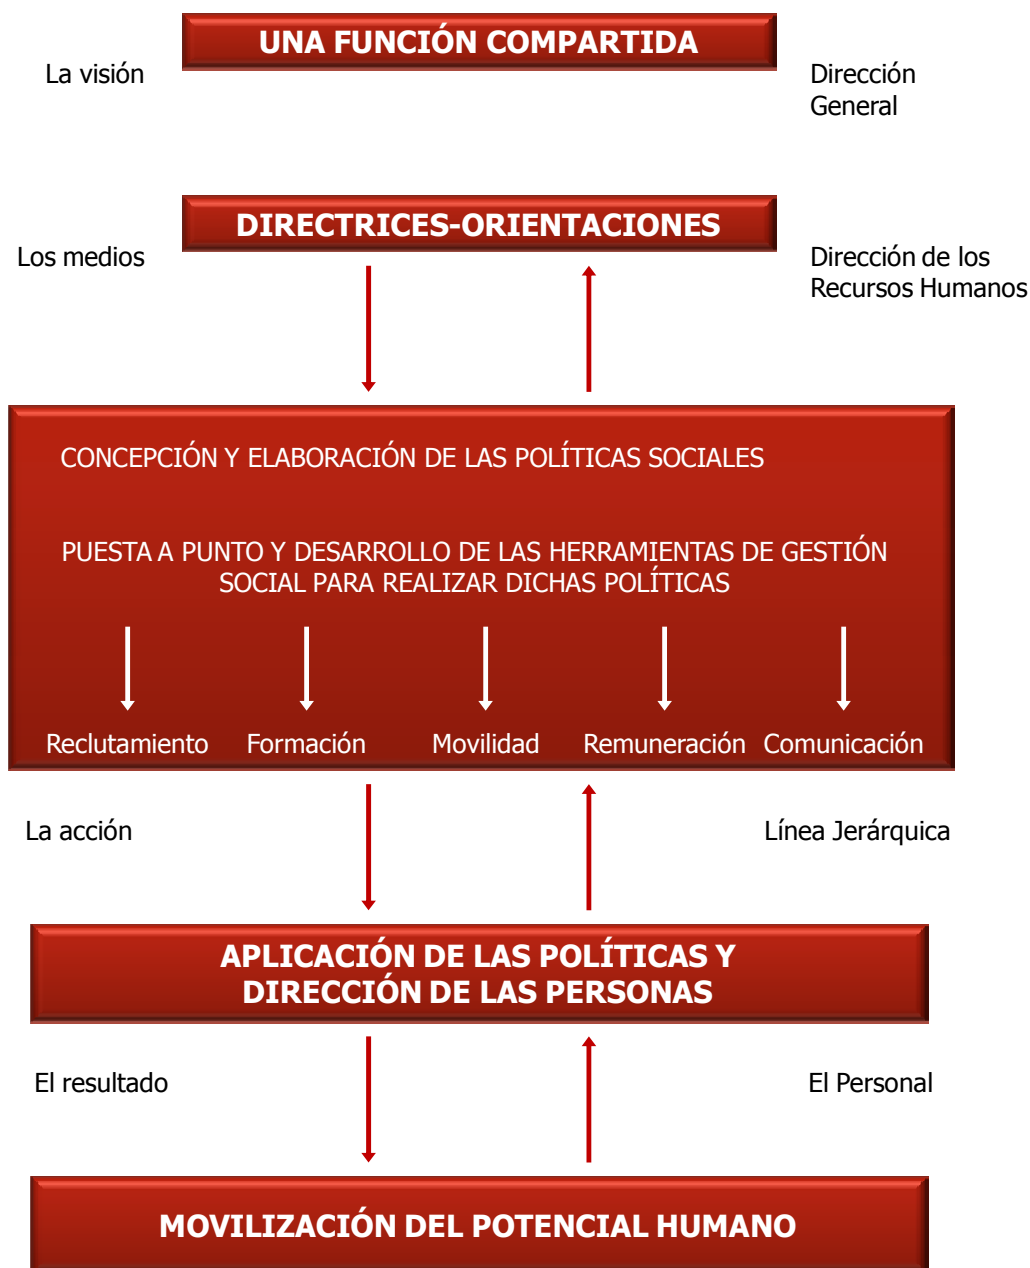 UNA FUNCIÓN COMPARTIDA
La visión
Dirección
General
DIRECTRICES-ORIENTACIONES
Los medios
Dirección de los
Recursos Humanos
CONCEPCIÓN Y ELABORACIÓN DE LAS POLÍTICAS SOCIALES
PUESTA A PUNTO Y DESARROLLO DE LAS HERRAMIENTAS DE GESTIÓN
SOCIAL PARA REALIZAR DICHAS POLÍTICAS
Reclutamiento Formación Movilidad Remuneración Comunicación
La acción
Línea Jerárquica
APLICACIÓN DE LAS POLÍTICAS Y
DIRECCIÓN DE LAS PERSONAS
El resultado
El Personal
MOVILIZACIÓN DEL POTENCIAL HUMANO